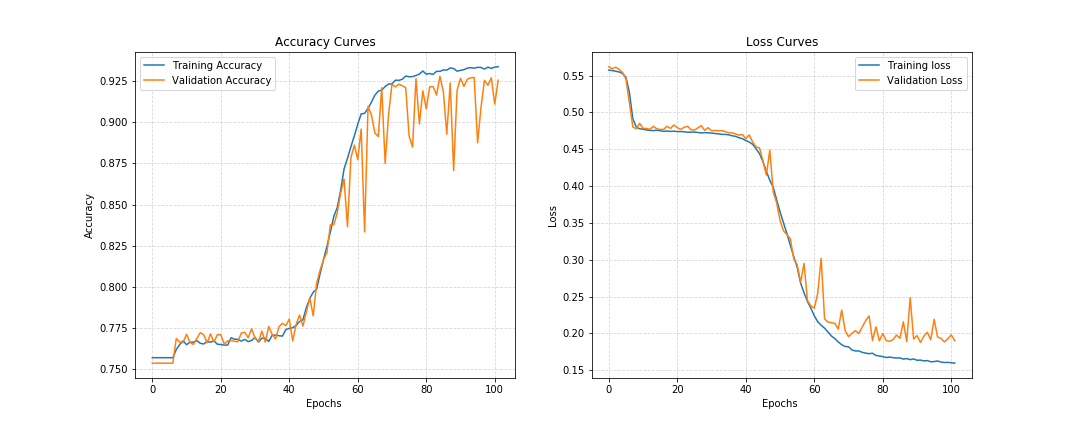 Accuracy Curves
Training Accuracy
Validation Accuracy
0.925
0.900
0.875
0.850
0.825
0.800
0.775
0.750
Accuracy
0 20 40 60 80 100
Epochs
Loss Curves
Training loss
Validation Loss
0.55
0.50
0.45
0.40
0.35
0.30
0.25
0.20
0.15
Loss
0 20 40 60 80 100
Epochs